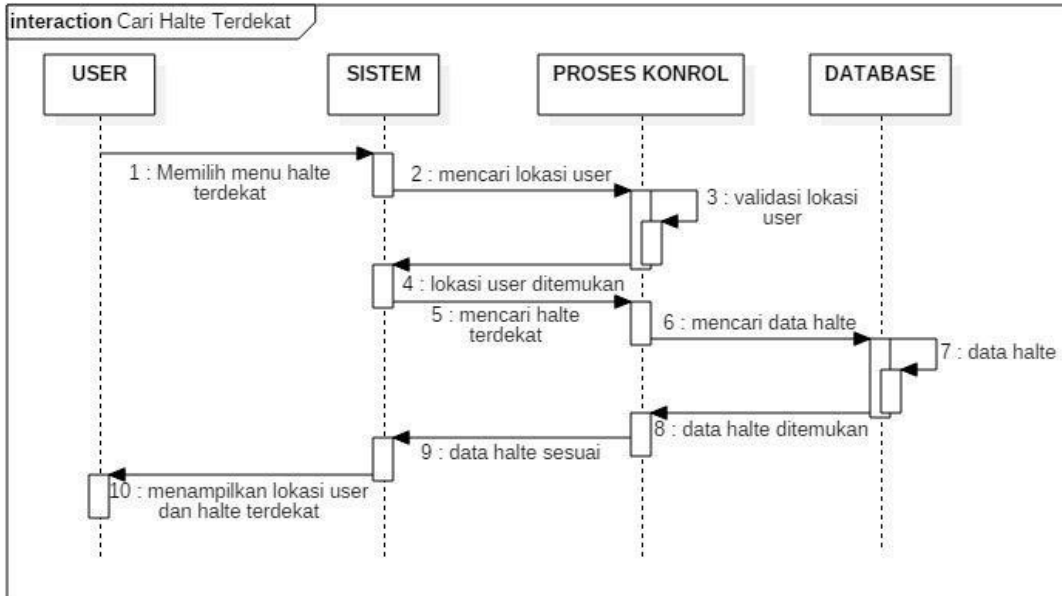 interaction Cari Halte Terdekat
USER
SISTEM
PROSES KONROL
DATABASE
1 : Memilih menu halte
terdekat
2 : mencari lokasi user
3 : validasi lokasi
user
4 : lokasi user ditemukan
5 : mencari halte
terdekat
6 : mencari data halte
7 : data halte
8 : data halte ditemukan
9 : data halte sesuai
10 : menampilkan lokasi user
dan halte terdekat